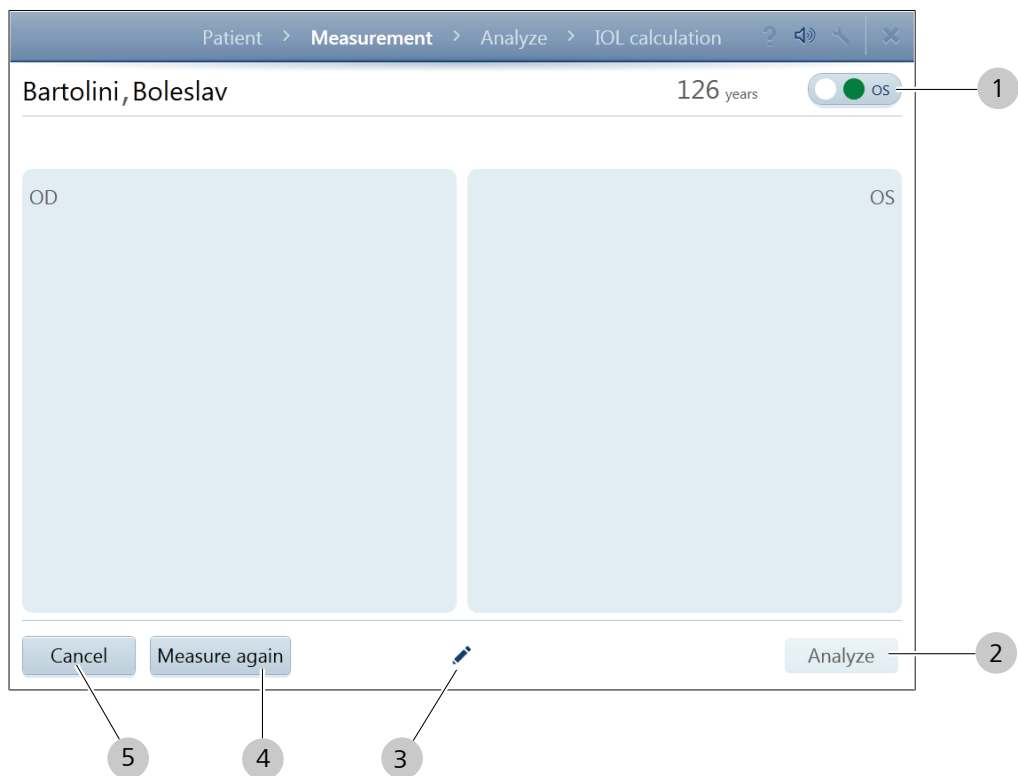 Patient > Measurement > Analyze > IOL calculation ?
Bartolini, Boleslav 126 years OS 1
OD OS
Cancel Measure again Analyze 2
5 4 3